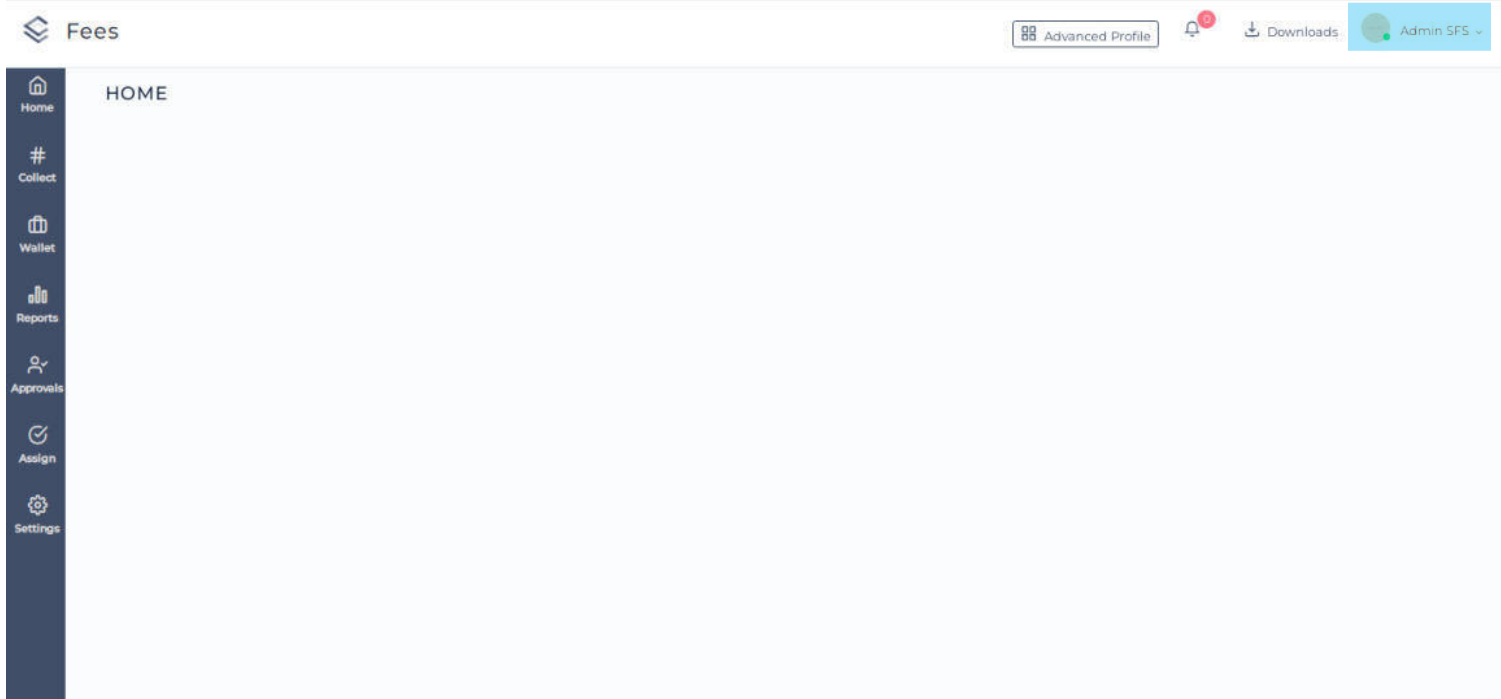 Fees
Advanced Profile
0
Downloads
Admin SFS
Home
HOME
Collect
Wallet
Reports
Approvals
Assign
Settings